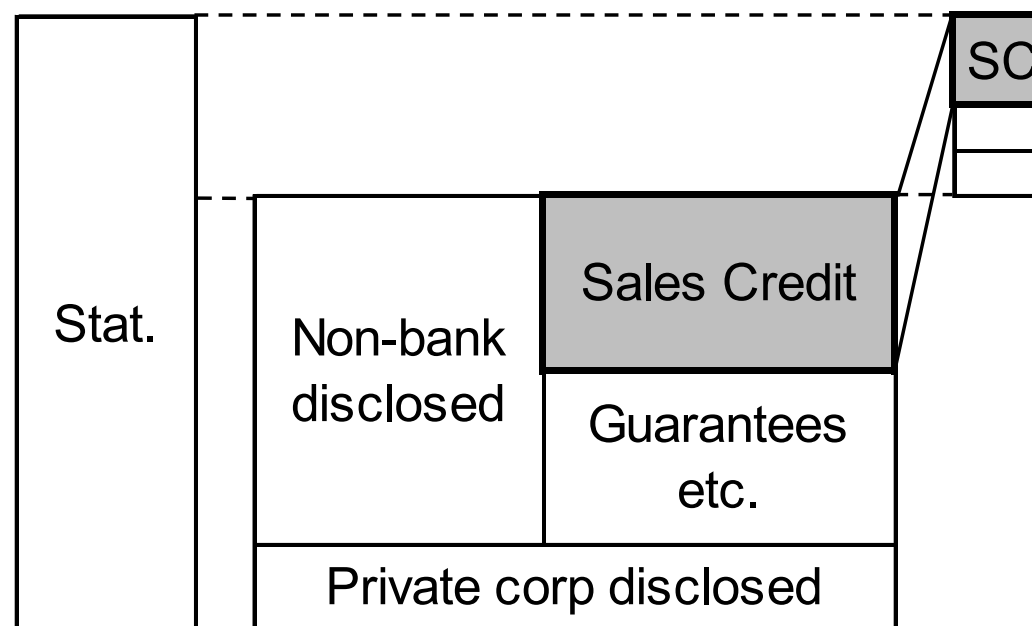 SC
Sales Credit
Stat.
Non-bank
disclosed
Guarantees
etc.
Private corp disclosed